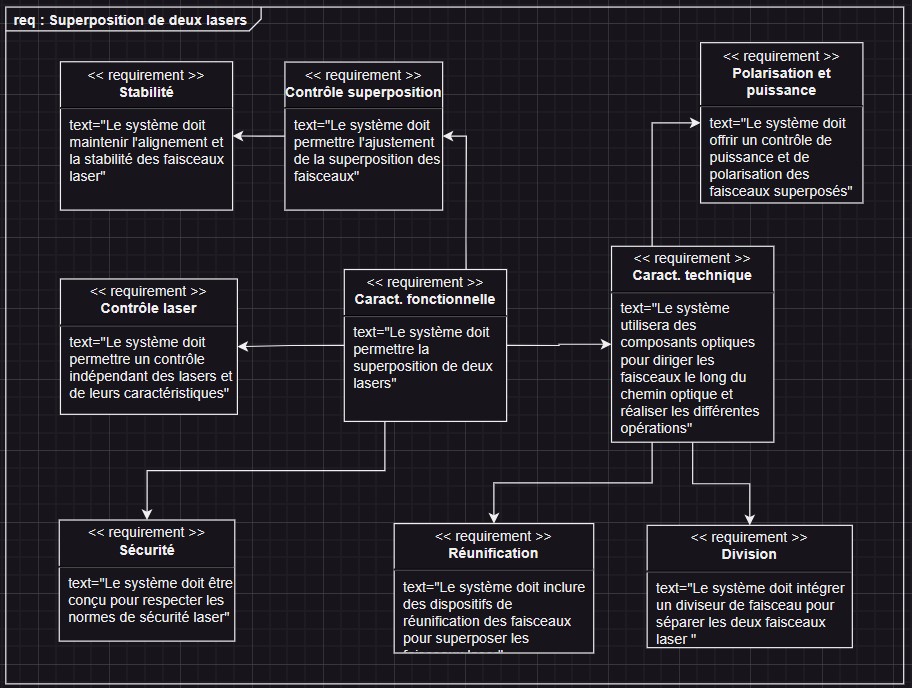 req : Superposition de deux lasers
<< requirement >>
Stabilité
text="Le système doit
maintenir l'alignement et
la stabilité des faisceaux
laser"
<< requirement >>
Contrôle superposition
text="Le système doit
permettre l'ajustement
de la superposition des
faisceaux"
<< requirement >>
Polarisation et
puissance
text="Le système doit
offrir un contrôle de
puissance et de
polarisation des
faisceaux superposés"
<< requirement >>
Contrôle laser
text="Le système doit
permettre un contrôle
indépendant des lasers et
de leurs caractéristiques"
<< requirement >>
Caract. fonctionnelle
text="Le système doit
permettre la
superposition de deux
lasers"
<< requirement >>
Caract. technique
text="Le système
utilisera des
composants optiques
pour diriger les
faisceaux le long du
chemin optique et
réaliser les différentes
opérations"
<< requirement >>
Sécurité
text="Le système doit être
conçu pour respecter les
normes de sécurité laser"
<< requirement >>
Réunification
text="Le système doit inclure
des dispositifs de
réunification des faisceaux
pour superposer les
<< requirement >>
Division
text="Le système doit intégrer
un diviseur de faisceau pour
séparer les deux faisceaux
laser "